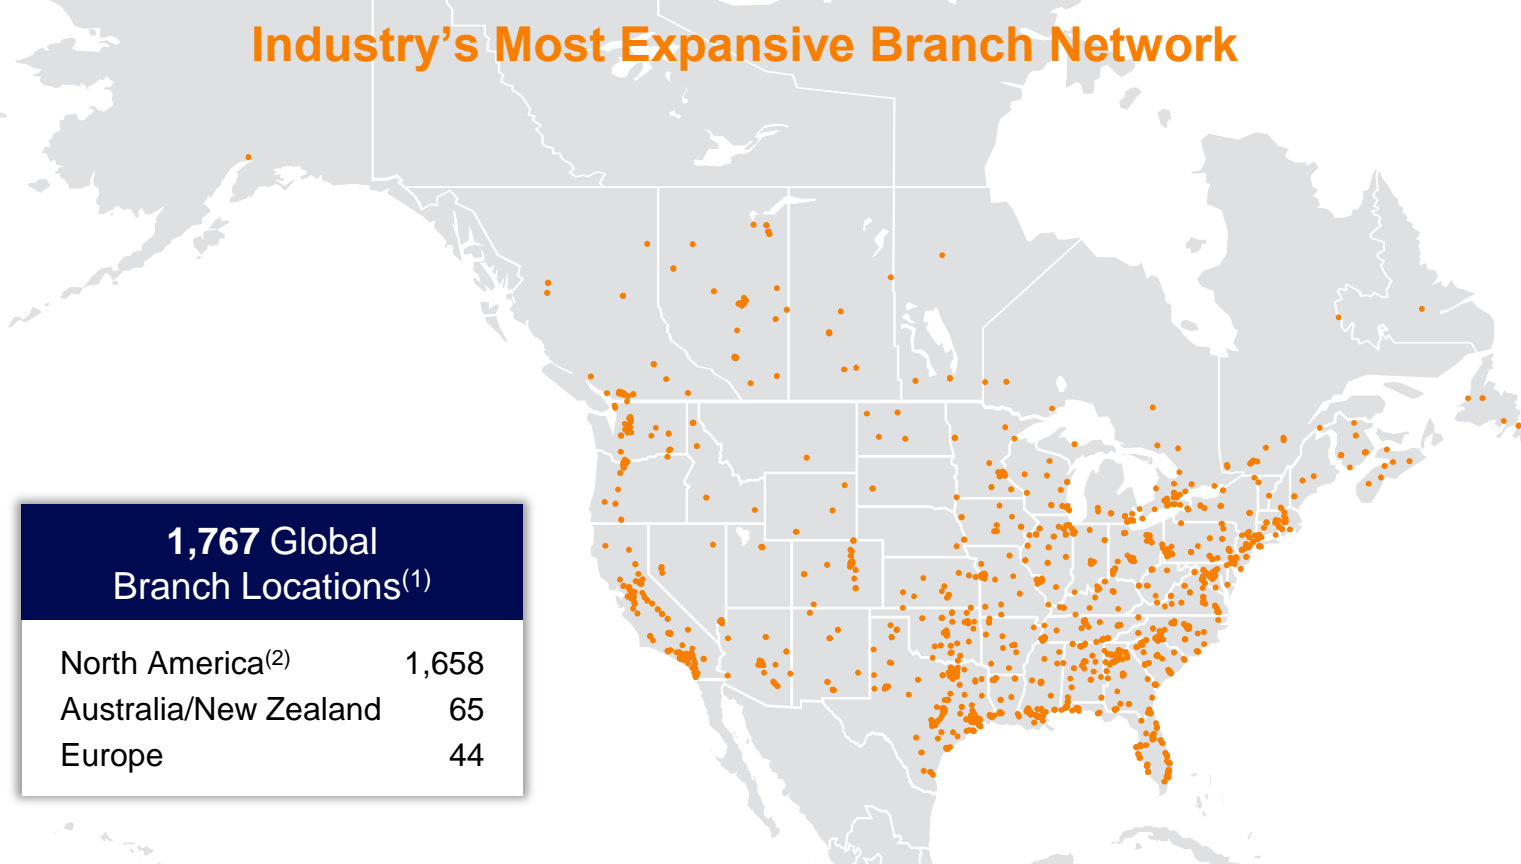 Industry’s Most Expansive Branch Network
1,767 Global
Branch Locations(1)
North America(2) 1,658
Australia/New Zealand 65
Europe 44